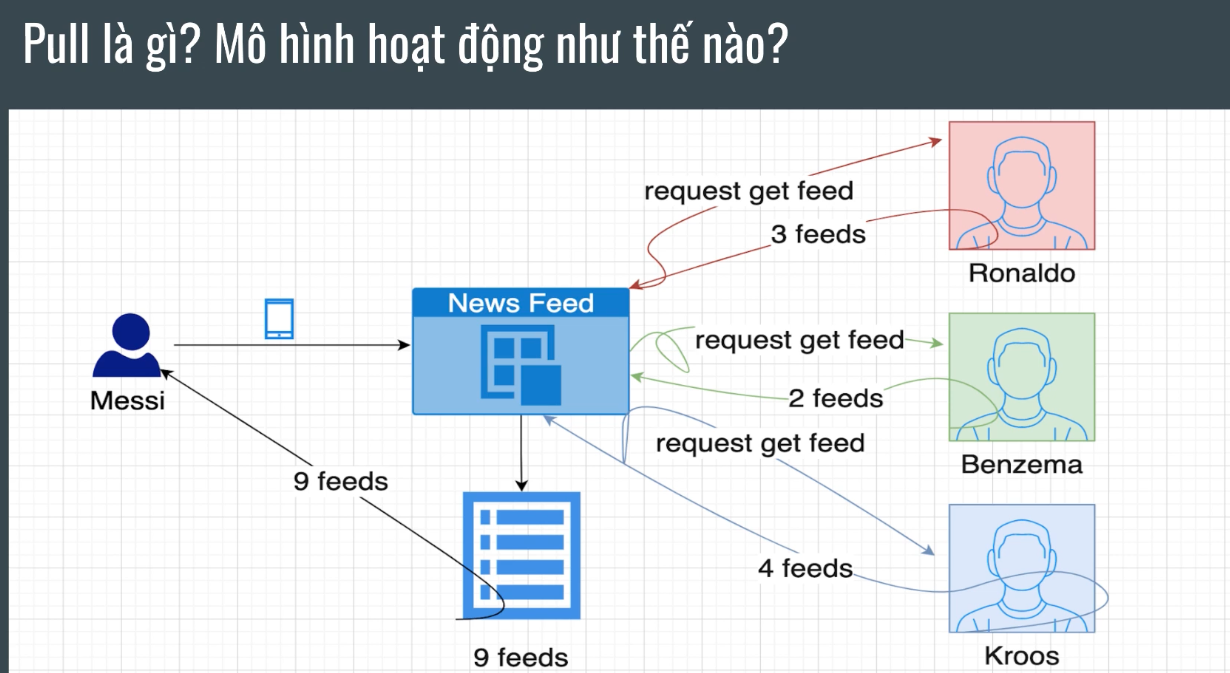 Pull là gì? Mô hình hoạt động như thế nào?
request get feed
3 feeds
Ronaldo
News Feed
Messi
request get feed
2 feeds
Benzema
request get feed
9 feeds
4 feeds
9 feeds
Kroos